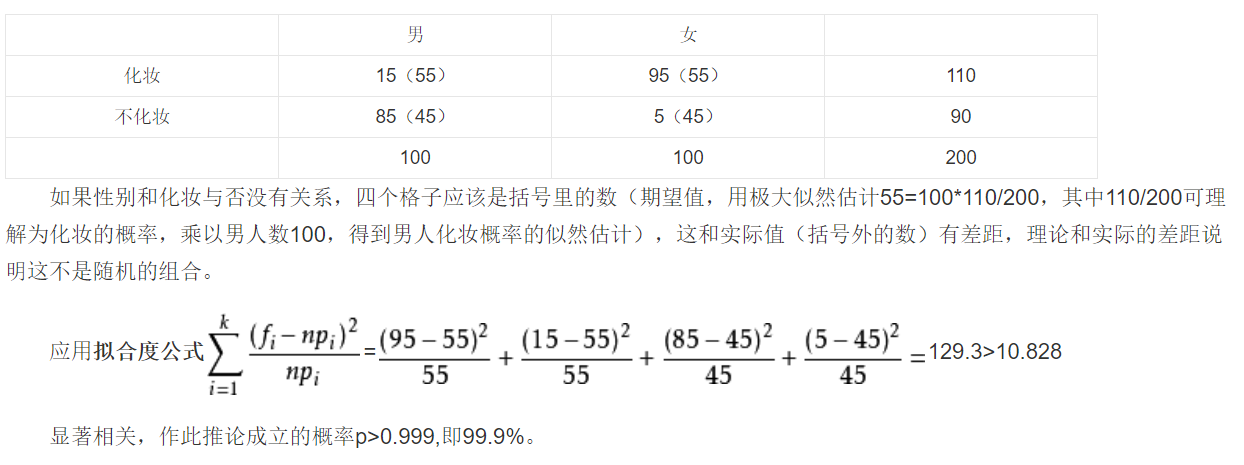 男 女
化妆 15（55） 95（55） 110
不化妆 85（45） 5（45） 90
100 100 200
如果性别和化妆与否没有关系，四个格子应该是括号里的数（期望值，用极大似然估计55=100*110/200，其中110/200可理
解为化妆的概率，乘以男人数100，得到男人化妆概率的似然估计），这和实际值（括号外的数）有差距，理论和实际的差距说
明这不是随机的组合。
应用拟合度公式 \sum_{i=1}^{k} \frac{(f_i - np_i)^2}{np_i} = \frac{(95-55)^2}{55} + \frac{(15-55)^2}{55} + \frac{(85-45)^2}{45} + \frac{(5-45)^2}{45} = 129.3>10.828
显著相关，作此推论成立的概率p>0.999,即99.9%。